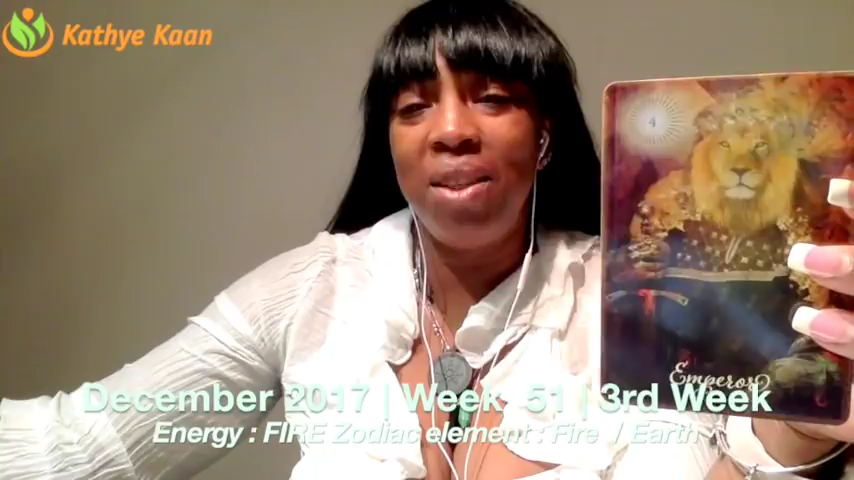 Kathye Kaan
4
Emperor
December 2017 | Week 51 | 3rd Week
Energy : FIRE Zodiac element : Fire / Earth